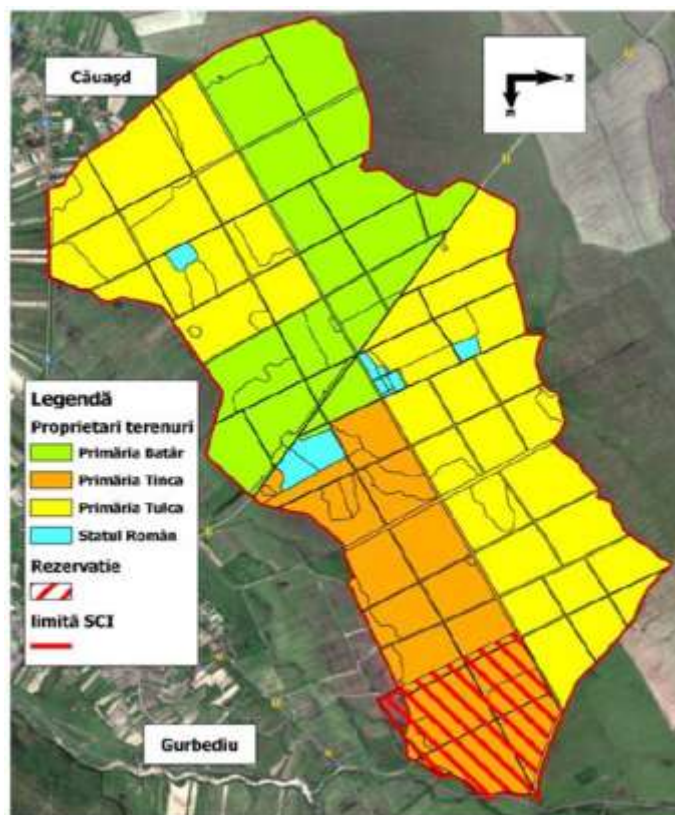 Căuașd
Legendă
Proprietari terenuri
Primăria Batăr
Primăria Tinca
Primăria Tulca
Statul Român
Rezervatie
limită SCI
Gurbediu